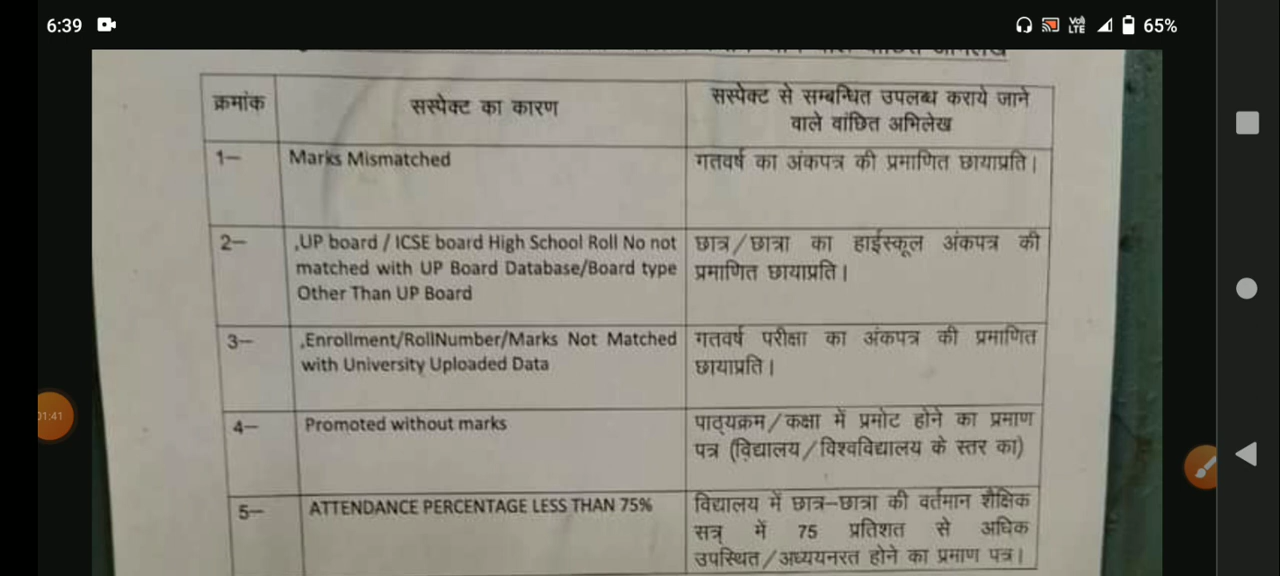 6:39
VoI) LTE 65%
क्रमांक
सस्पेक्ट का कारण
सस्पेक्ट से सम्बन्धित उपलब्ध कराये जाने
वाले वांछित अभिलेख
1–
Marks Mismatched
गतवर्ष का अंकपत्र की प्रमाणित छायाप्रति।
2–
,UP board / ICSE board High School Roll No not
matched with UP Board Database/Board type
Other Than UP Board
छात्र/छात्रा का हाईस्कूल अंकपत्र की
प्रमाणित छायाप्रति।
3–
,Enrollment/RollNumber/Marks Not Matched
with University Uploaded Data
गतवर्ष परीक्षा का अंकपत्र की प्रमाणित
छायाप्रति।
01:41
4–
Promoted without marks
पाठ्यक्रम/कक्षा में प्रमोट होने का प्रमाण
पत्र (विद्यालय/विश्वविद्यालय के स्तर का)
5–
ATTENDANCE PERCENTAGE LESS THAN 75%
विद्यालय में छात्र–छात्रा की वर्तमान शैक्षिक
सत्र् में 75 प्रतिशत से अधिक
उपस्थित/अध्ययनरत होने का प्रमाण पत्र।